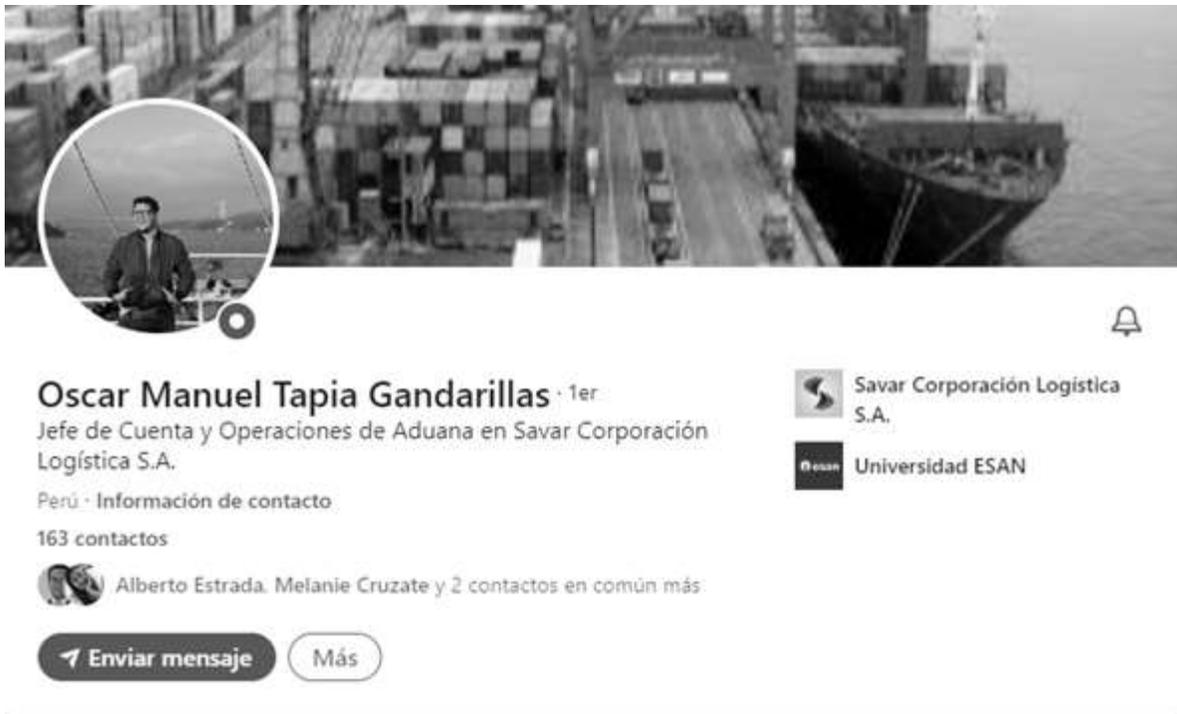 Oscar Manuel Tapia Gandarillas · 1er
Jefe de Cuenta y Operaciones de Aduana en Savar Corporación
Logística S.A.
Perú · Información de contacto
163 contactos
Alberto Estrada, Melanie Cruzate y 2 contactos en común más
Enviar mensaje
Más
Savar Corporación Logística
S.A.
esan
Universidad ESAN